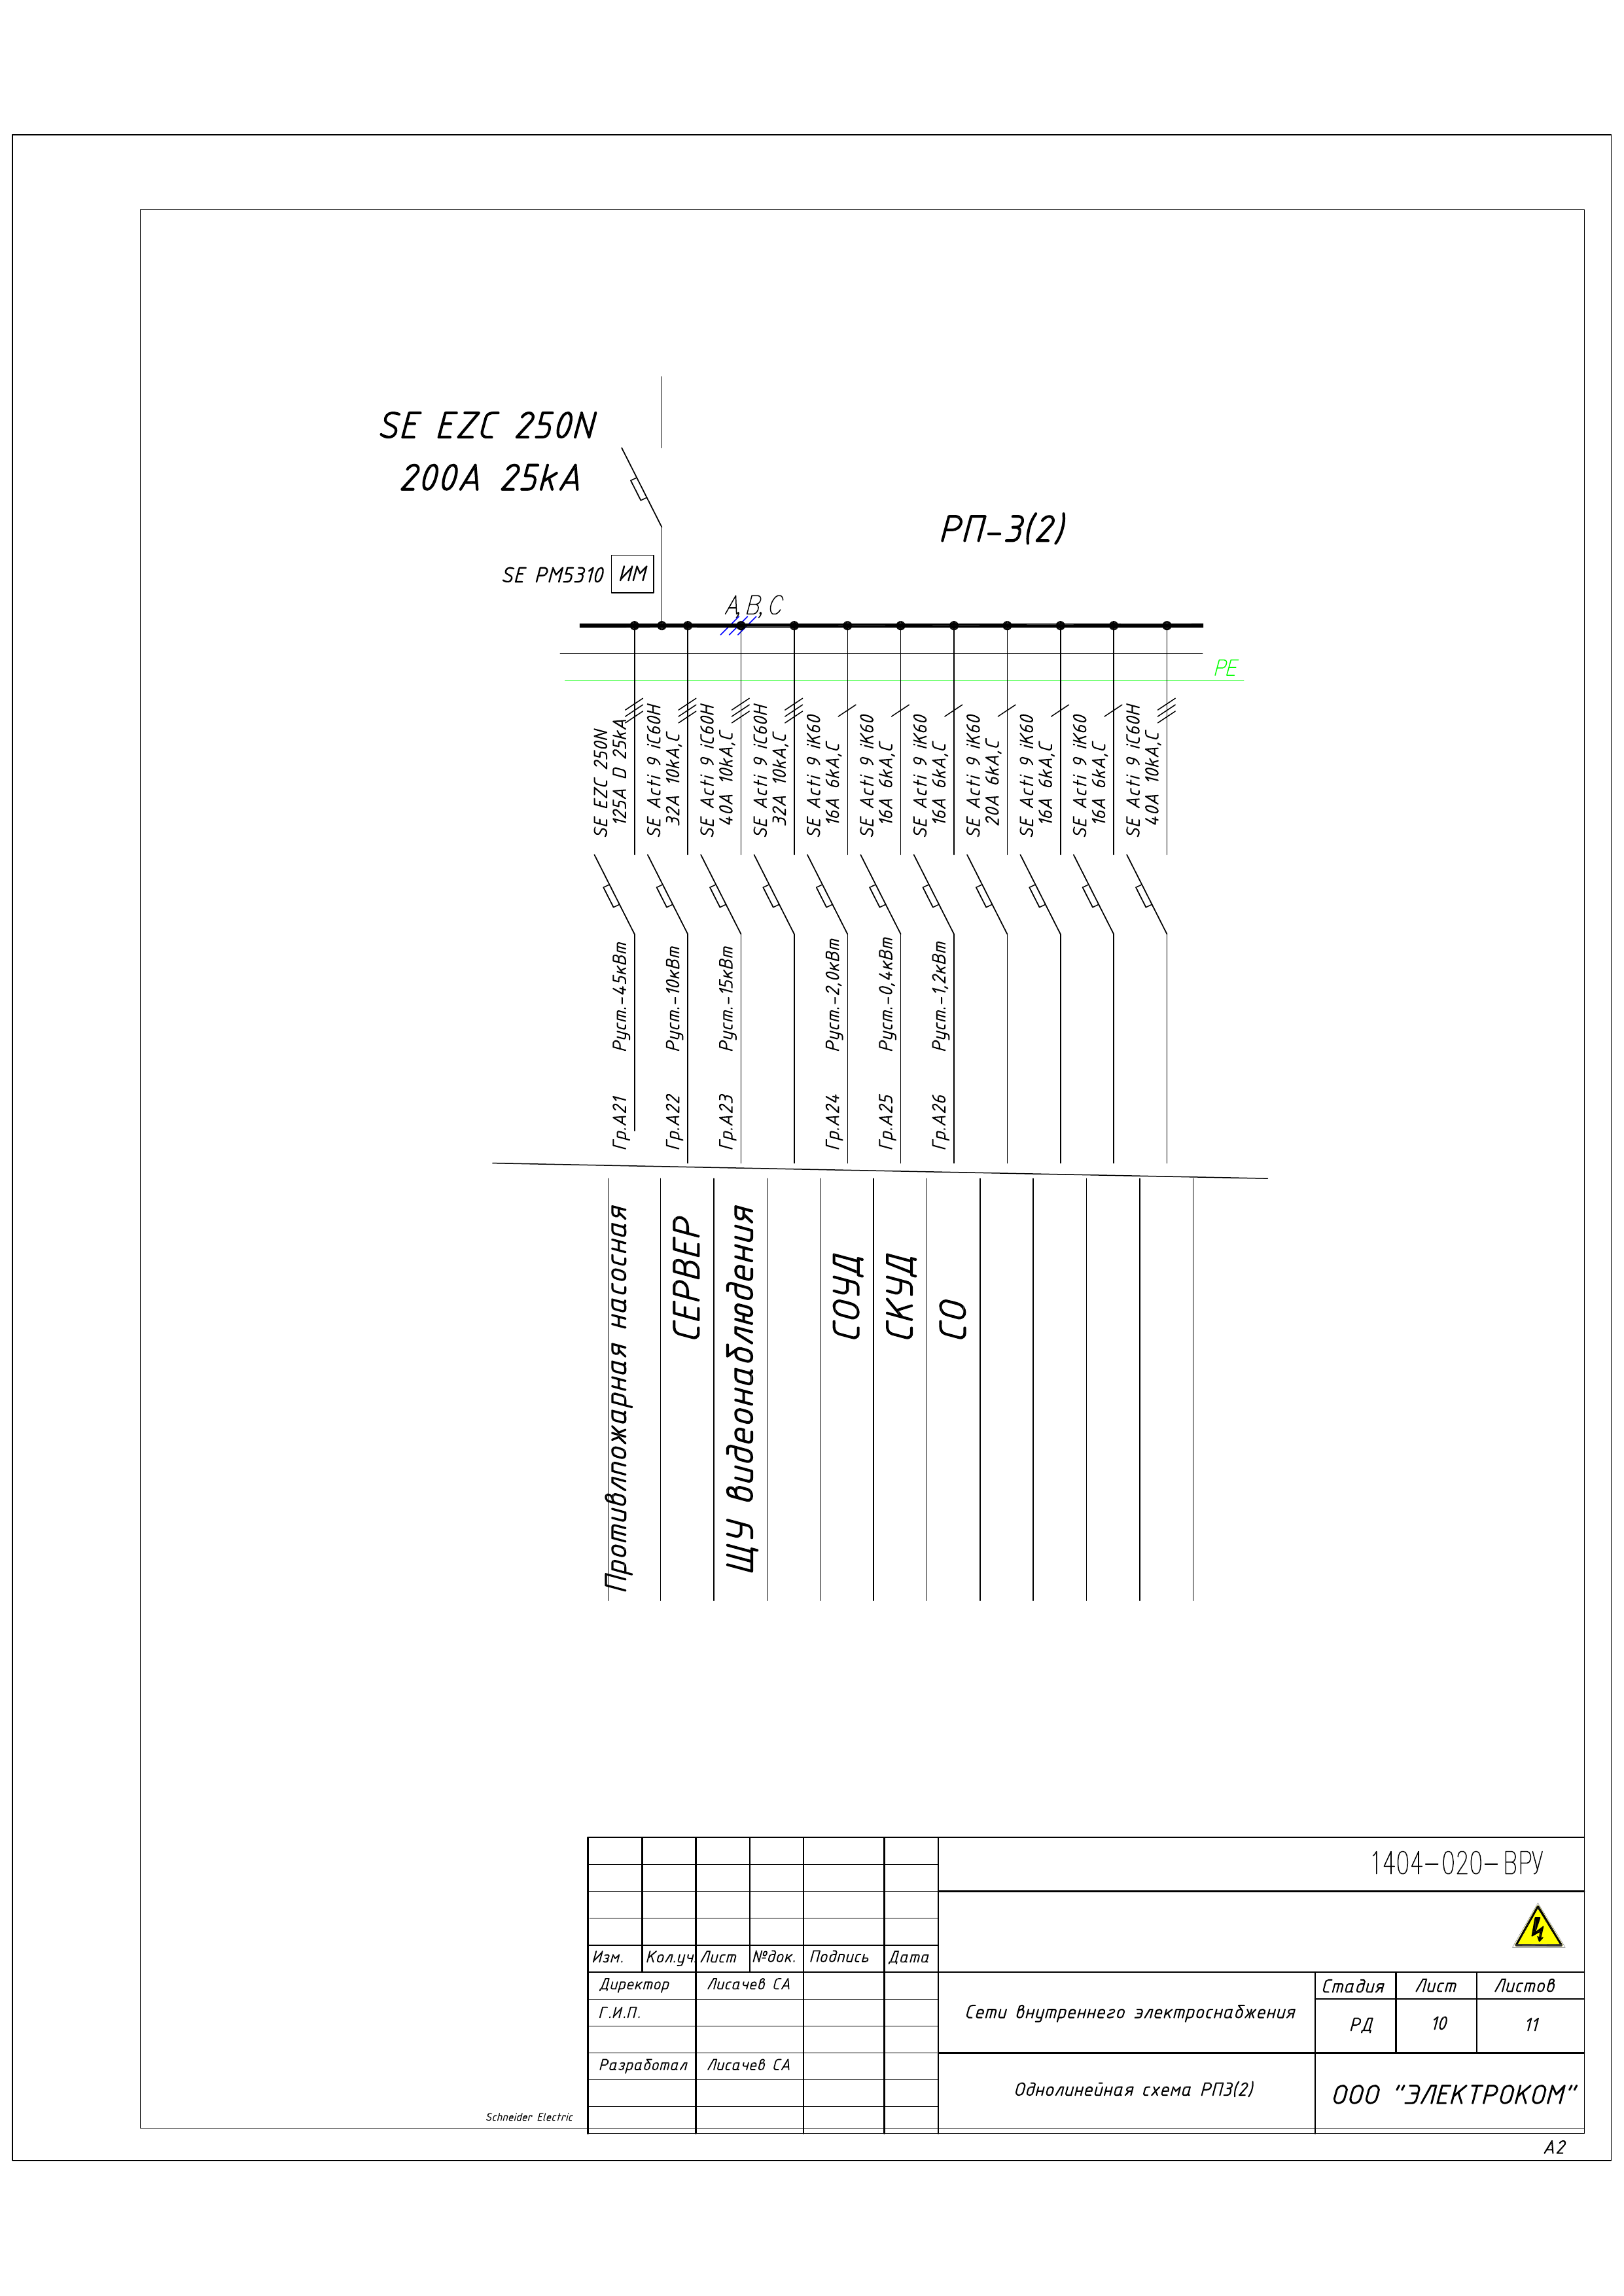 SE EZC 250N
200A 25kA
РП-3(2)
SE PM5310
ИМ
A,B,C
PE
SE EZC 250N
125A D 25kA
SE Acti 9 iC60H
32A 10kA,C
SE Acti 9 iC60H
40A 10kA,C
SE Acti 9 iC60H
32A 10kA,C
SE Acti 9 iK60
16A 6kA,C
SE Acti 9 iK60
16A 6kA,C
SE Acti 9 iK60
16A 6kA,C
SE Acti 9 iK60
20A 6kA,C
SE Acti 9 iK60
16A 6kA,C
SE Acti 9 iK60
16A 6kA,C
SE Acti 9 iC60H
40A 10kA,C
Гр.А21 Руст.-45кВт
Гр.А22 Руст.-10кВт
Гр.А23 Руст.-15кВт
Гр.А24 Руст.-2,0кВт
Гр.А25 Руст.-0,4кВт
Гр.А26 Руст.-1,2кВт
Противлпожарная насосная
СЕРВЕР
ЩУ видеонаблюдения
СОУД
СКУД
СО
1404-020-ВРУ
Изм. Кол.уч. Лист №док. Подпись Дата
Директор Лисачев СА
Г.И.П.
Разработал Лисачев СА
Сети внутреннего электроснабжения
Стадия Лист Листов
РД 10 11
Однолинейная схема РП3(2)
ООО "ЭЛЕКТРОКОМ"
Schneider Electric
А2